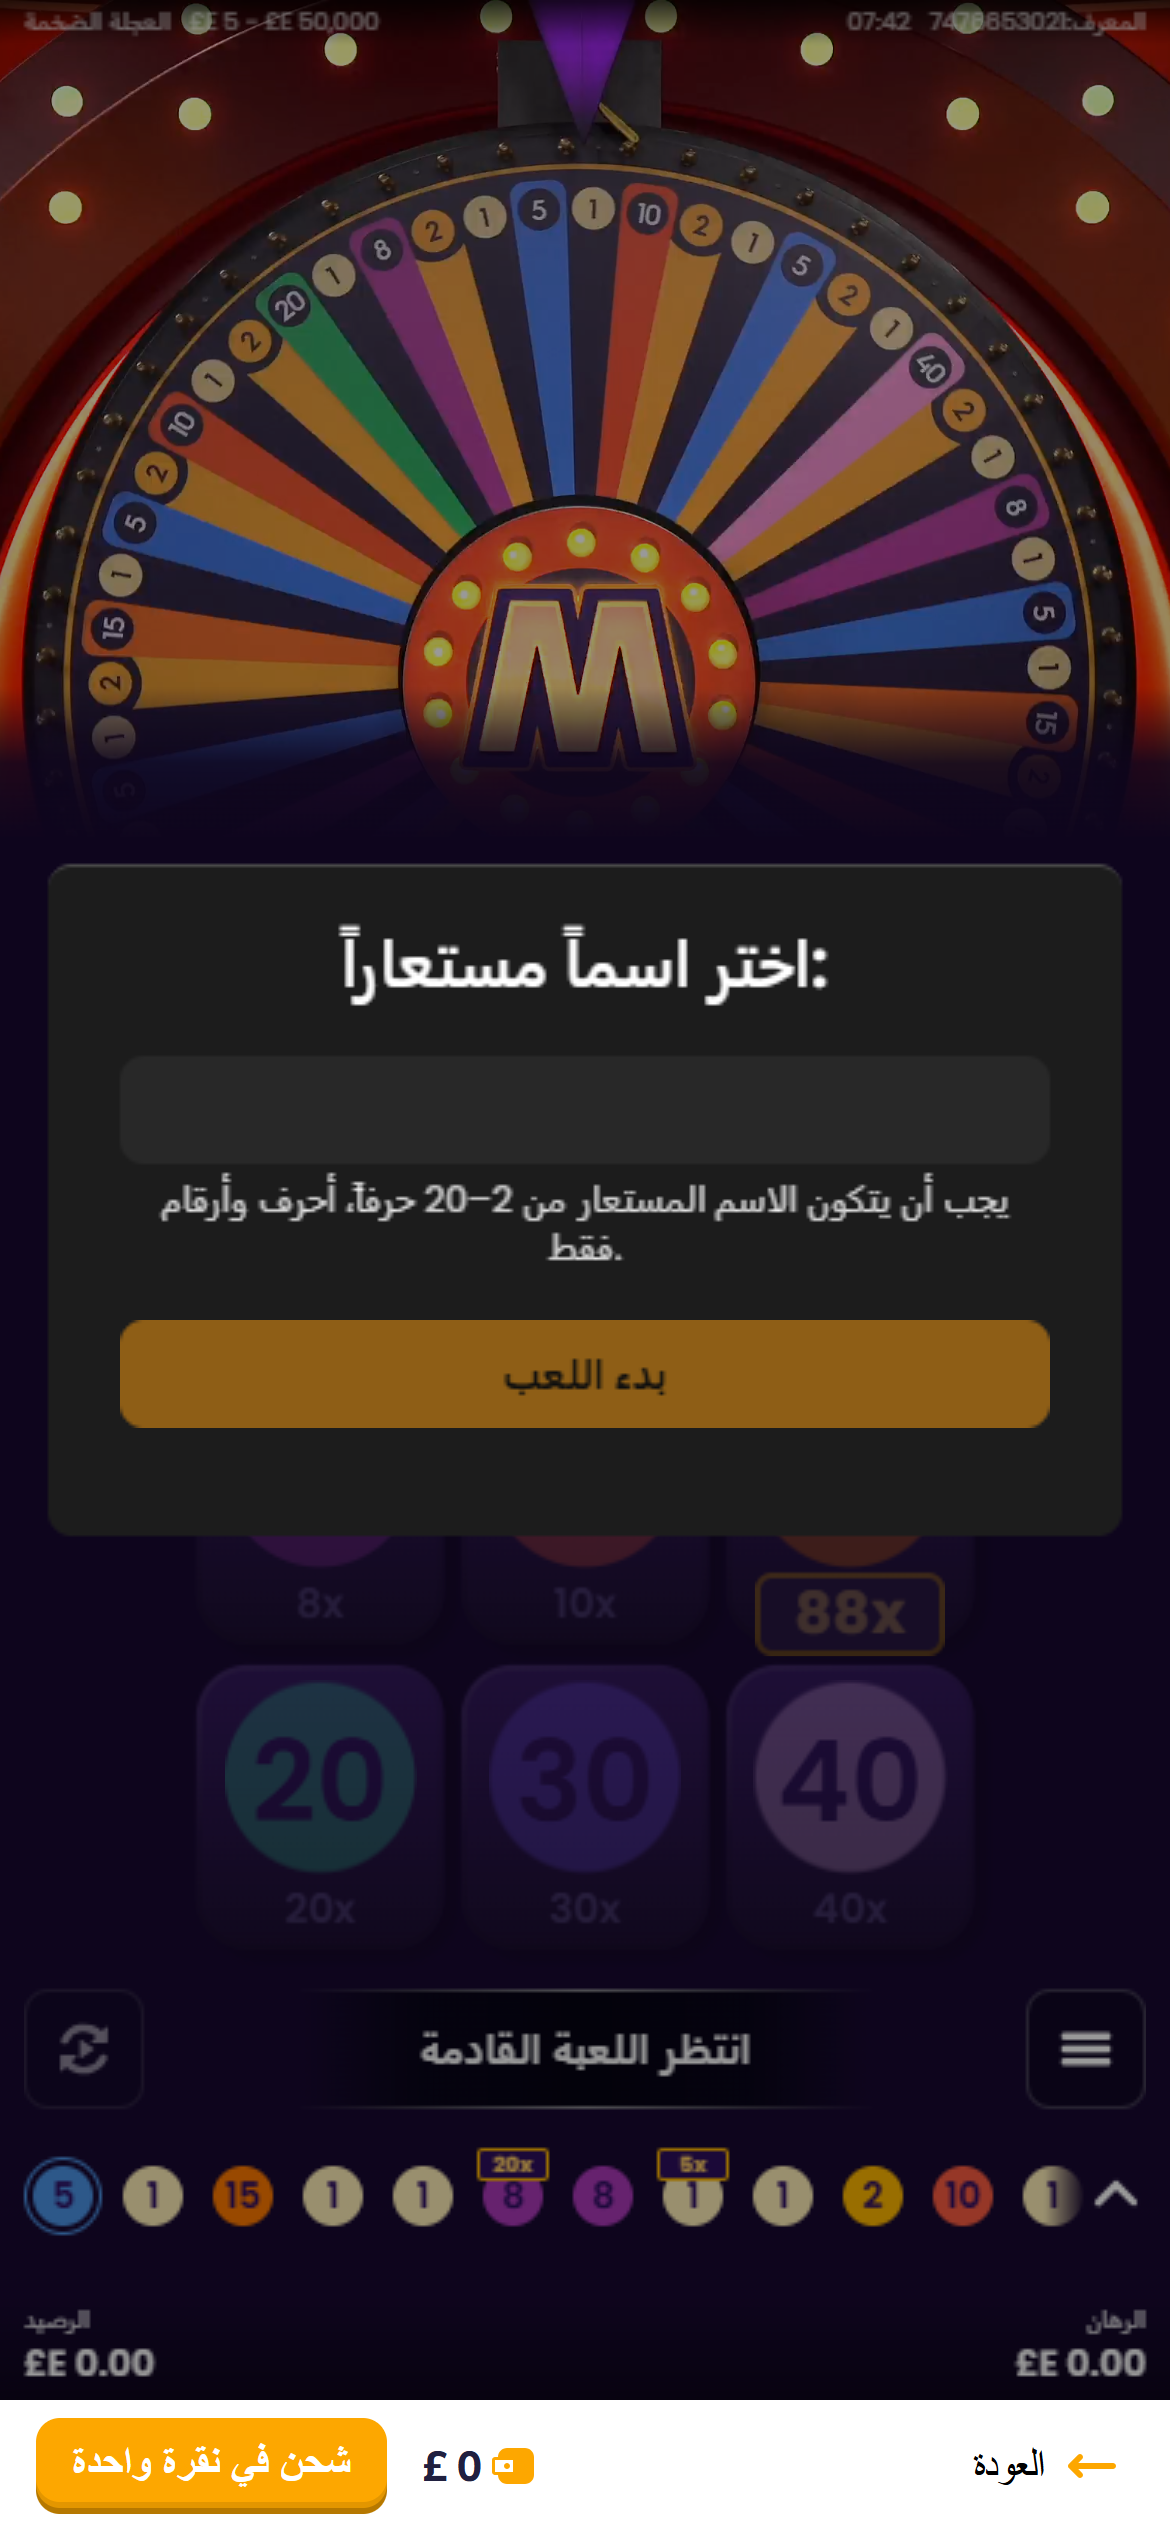 العجلة الضخمة £E 5 – £E 50,000
المعرف:7476653021 07:42
5 1 10 2 1 5 2 1 40 2 1 8 1 5 1 15 2
1 2 8 1 20 2 1 10 2 5 1 15 2 1 5
M
اختر اسماً مستعاراً:
يجب أن يتكون الاسم المستعار من 2–20 حرفاً، أحرف وأرقام
فقط.
بدء اللعب
8x 10x 88x
20 30 40
20x 30x 40x
انتظر اللعبة القادمة
20x 5x
5 1 15 1 1 8 8 1 1 2 10 1
الرصيد
£E 0.00
الرهان
£E 0.00
شحن في نقرة واحدة
£ 0
العودة